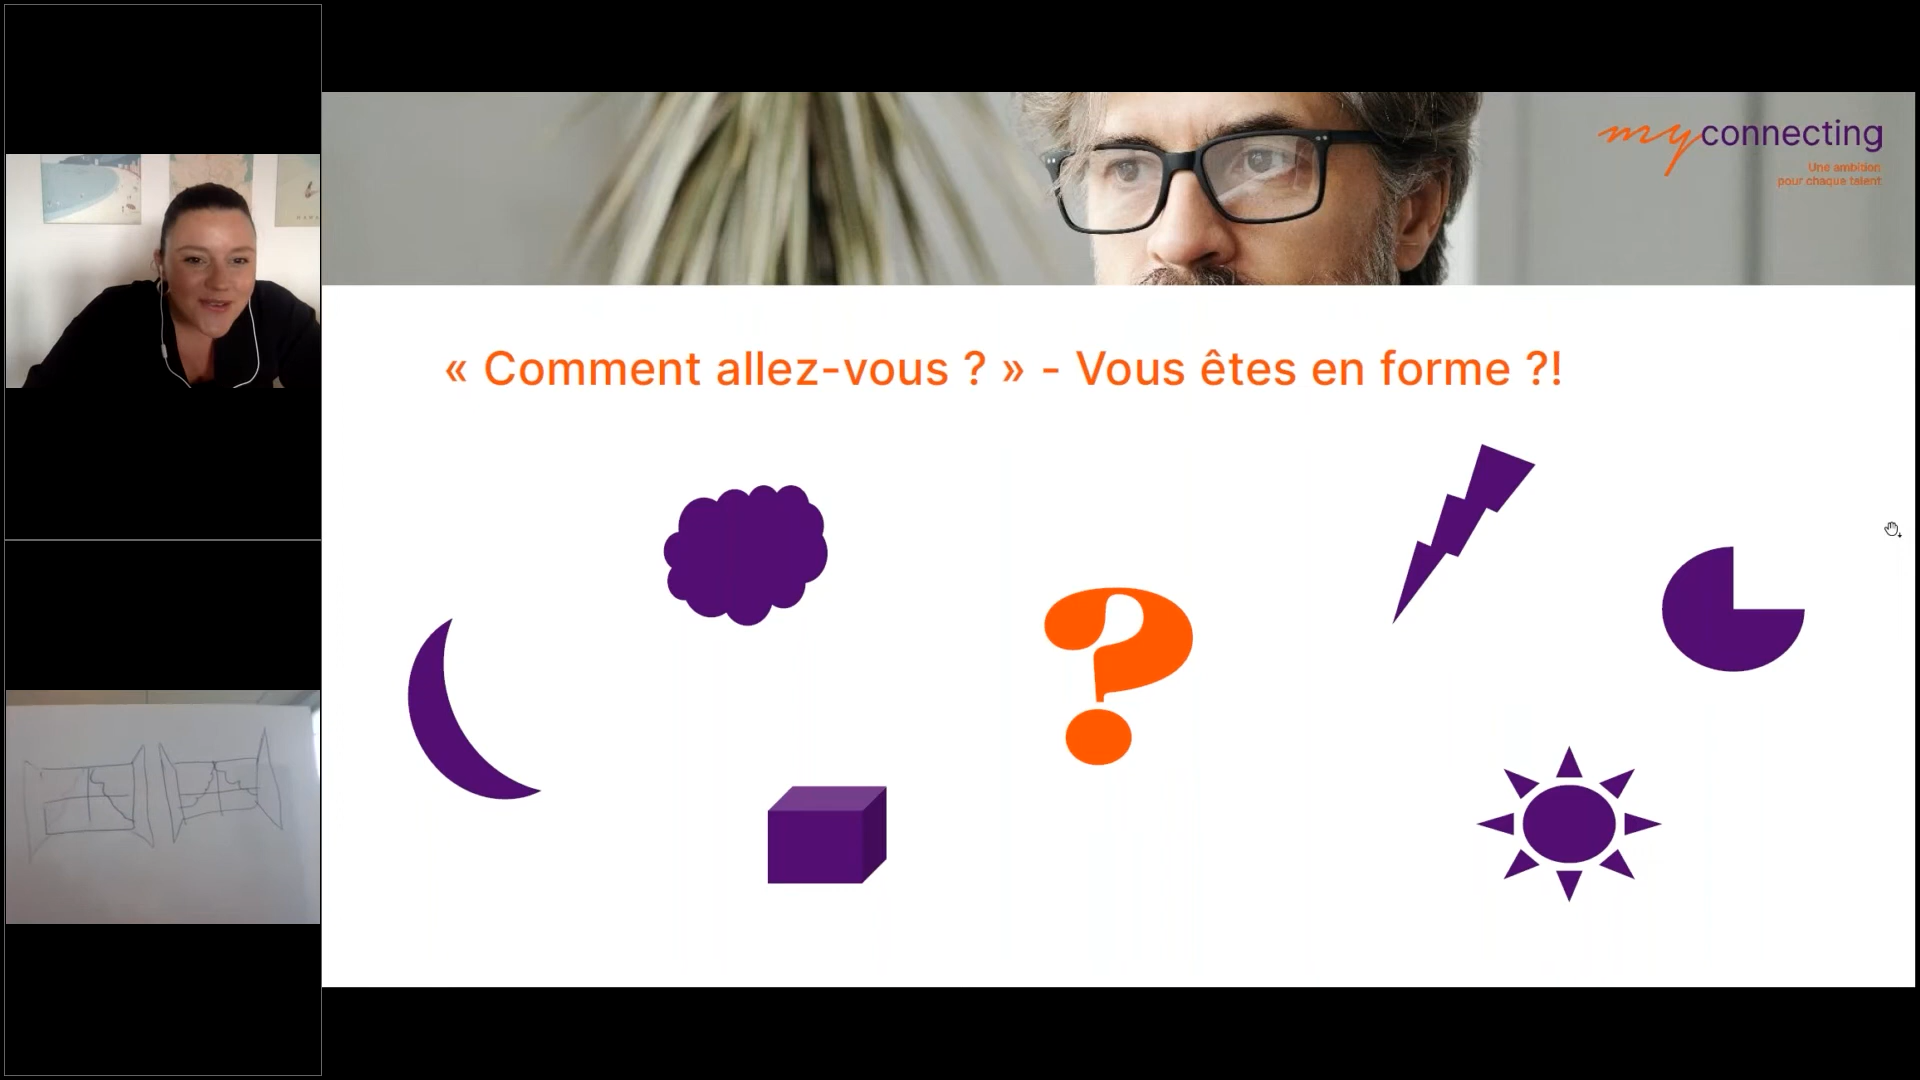 myconnecting
Une ambition
pour chaque talent
« Comment allez-vous ? » - Vous êtes en forme ?!
?